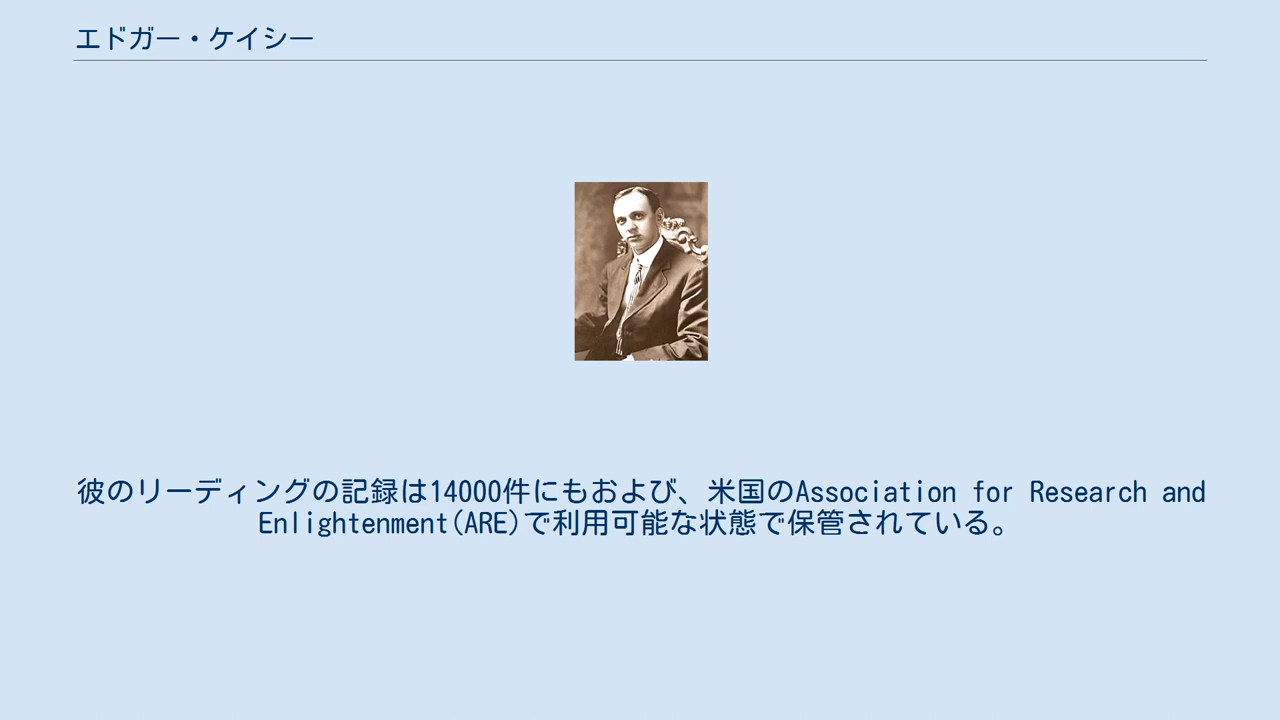 エドガー・ケイシー
彼のリーディングの記録は14000件にもおよび、米国のAssociation for Research and
Enlightenment(ARE)で利用可能な状態で保管されている。